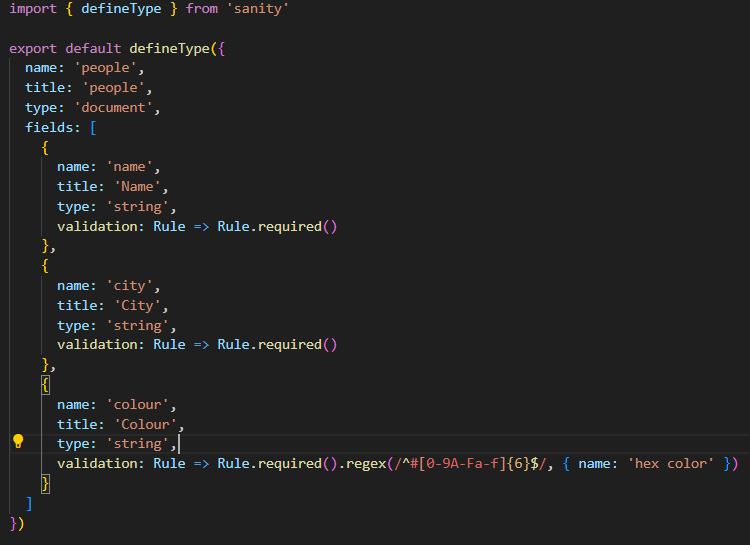 import { defineType } from 'sanity'
export default defineType({
name: 'people',
title: 'people',
type: 'document',
fields: [
{
name: 'name',
title: 'Name',
type: 'string',
validation: Rule => Rule.required()
},
{
name: 'city',
title: 'City',
type: 'string',
validation: Rule => Rule.required()
},
{
name: 'colour',
title: 'Colour',
type: 'string',
validation: Rule => Rule.required().regex(/^#[0-9A-Fa-f]{6}$/, { name: 'hex color' })
}
]
})